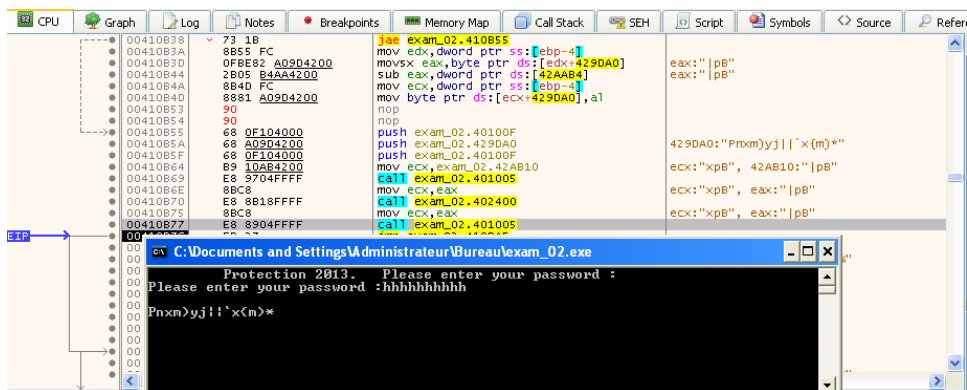 CPU Graph Log Notes Breakpoints Memory Map Call Stack SEH Script Symbols Source Refer
00410B38 73 1B jae exam_02.410B55
00410B3A 8B55 FC mov edx,dword ptr ss:[ebp-4]
00410B3D 0FBE82 A09D4200 movsx eax,byte ptr ds:[edx+429DA0] eax:"|pB"
00410B44 2B05 B4AA4200 sub eax,dword ptr ds:[42AAB4] eax:"|pB"
00410B4A 8B4D FC mov ecx,dword ptr ss:[ebp-4]
00410B4D 8881 A09D4200 mov byte ptr ds:[ecx+429DA0],al
00410B53 90 nop
00410B54 90 nop
00410B55 68 0F104000 push exam_02.40100F
00410B5A 68 A09D4200 push exam_02.429DA0 429DA0:"Pnxm)yj||`x{m)*"
00410B5F 68 0F104000 push exam_02.40100F
00410B64 B9 10AB4200 mov ecx,exam_02.42AB10 ecx:"xpB", 42AB10:"|pB"
00410B69 E8 9704FFFF call exam_02.401005
00410B6E 8BC8 mov ecx,eax ecx:"xpB", eax:"|pB"
00410B70 E8 8B18FFFF call exam_02.402400
00410B75 8BC8 mov ecx,eax ecx:"xpB", eax:"|pB"
00410B77 E8 8904FFFF call exam_02.401005
EIP
C:\Documents and Settings\Administrateur\Bureau\exam_02.exe
Protection 2013. Please enter your password :
Please enter your password :hhhhhhhhhh
Pnxm)yj||`x{m)*